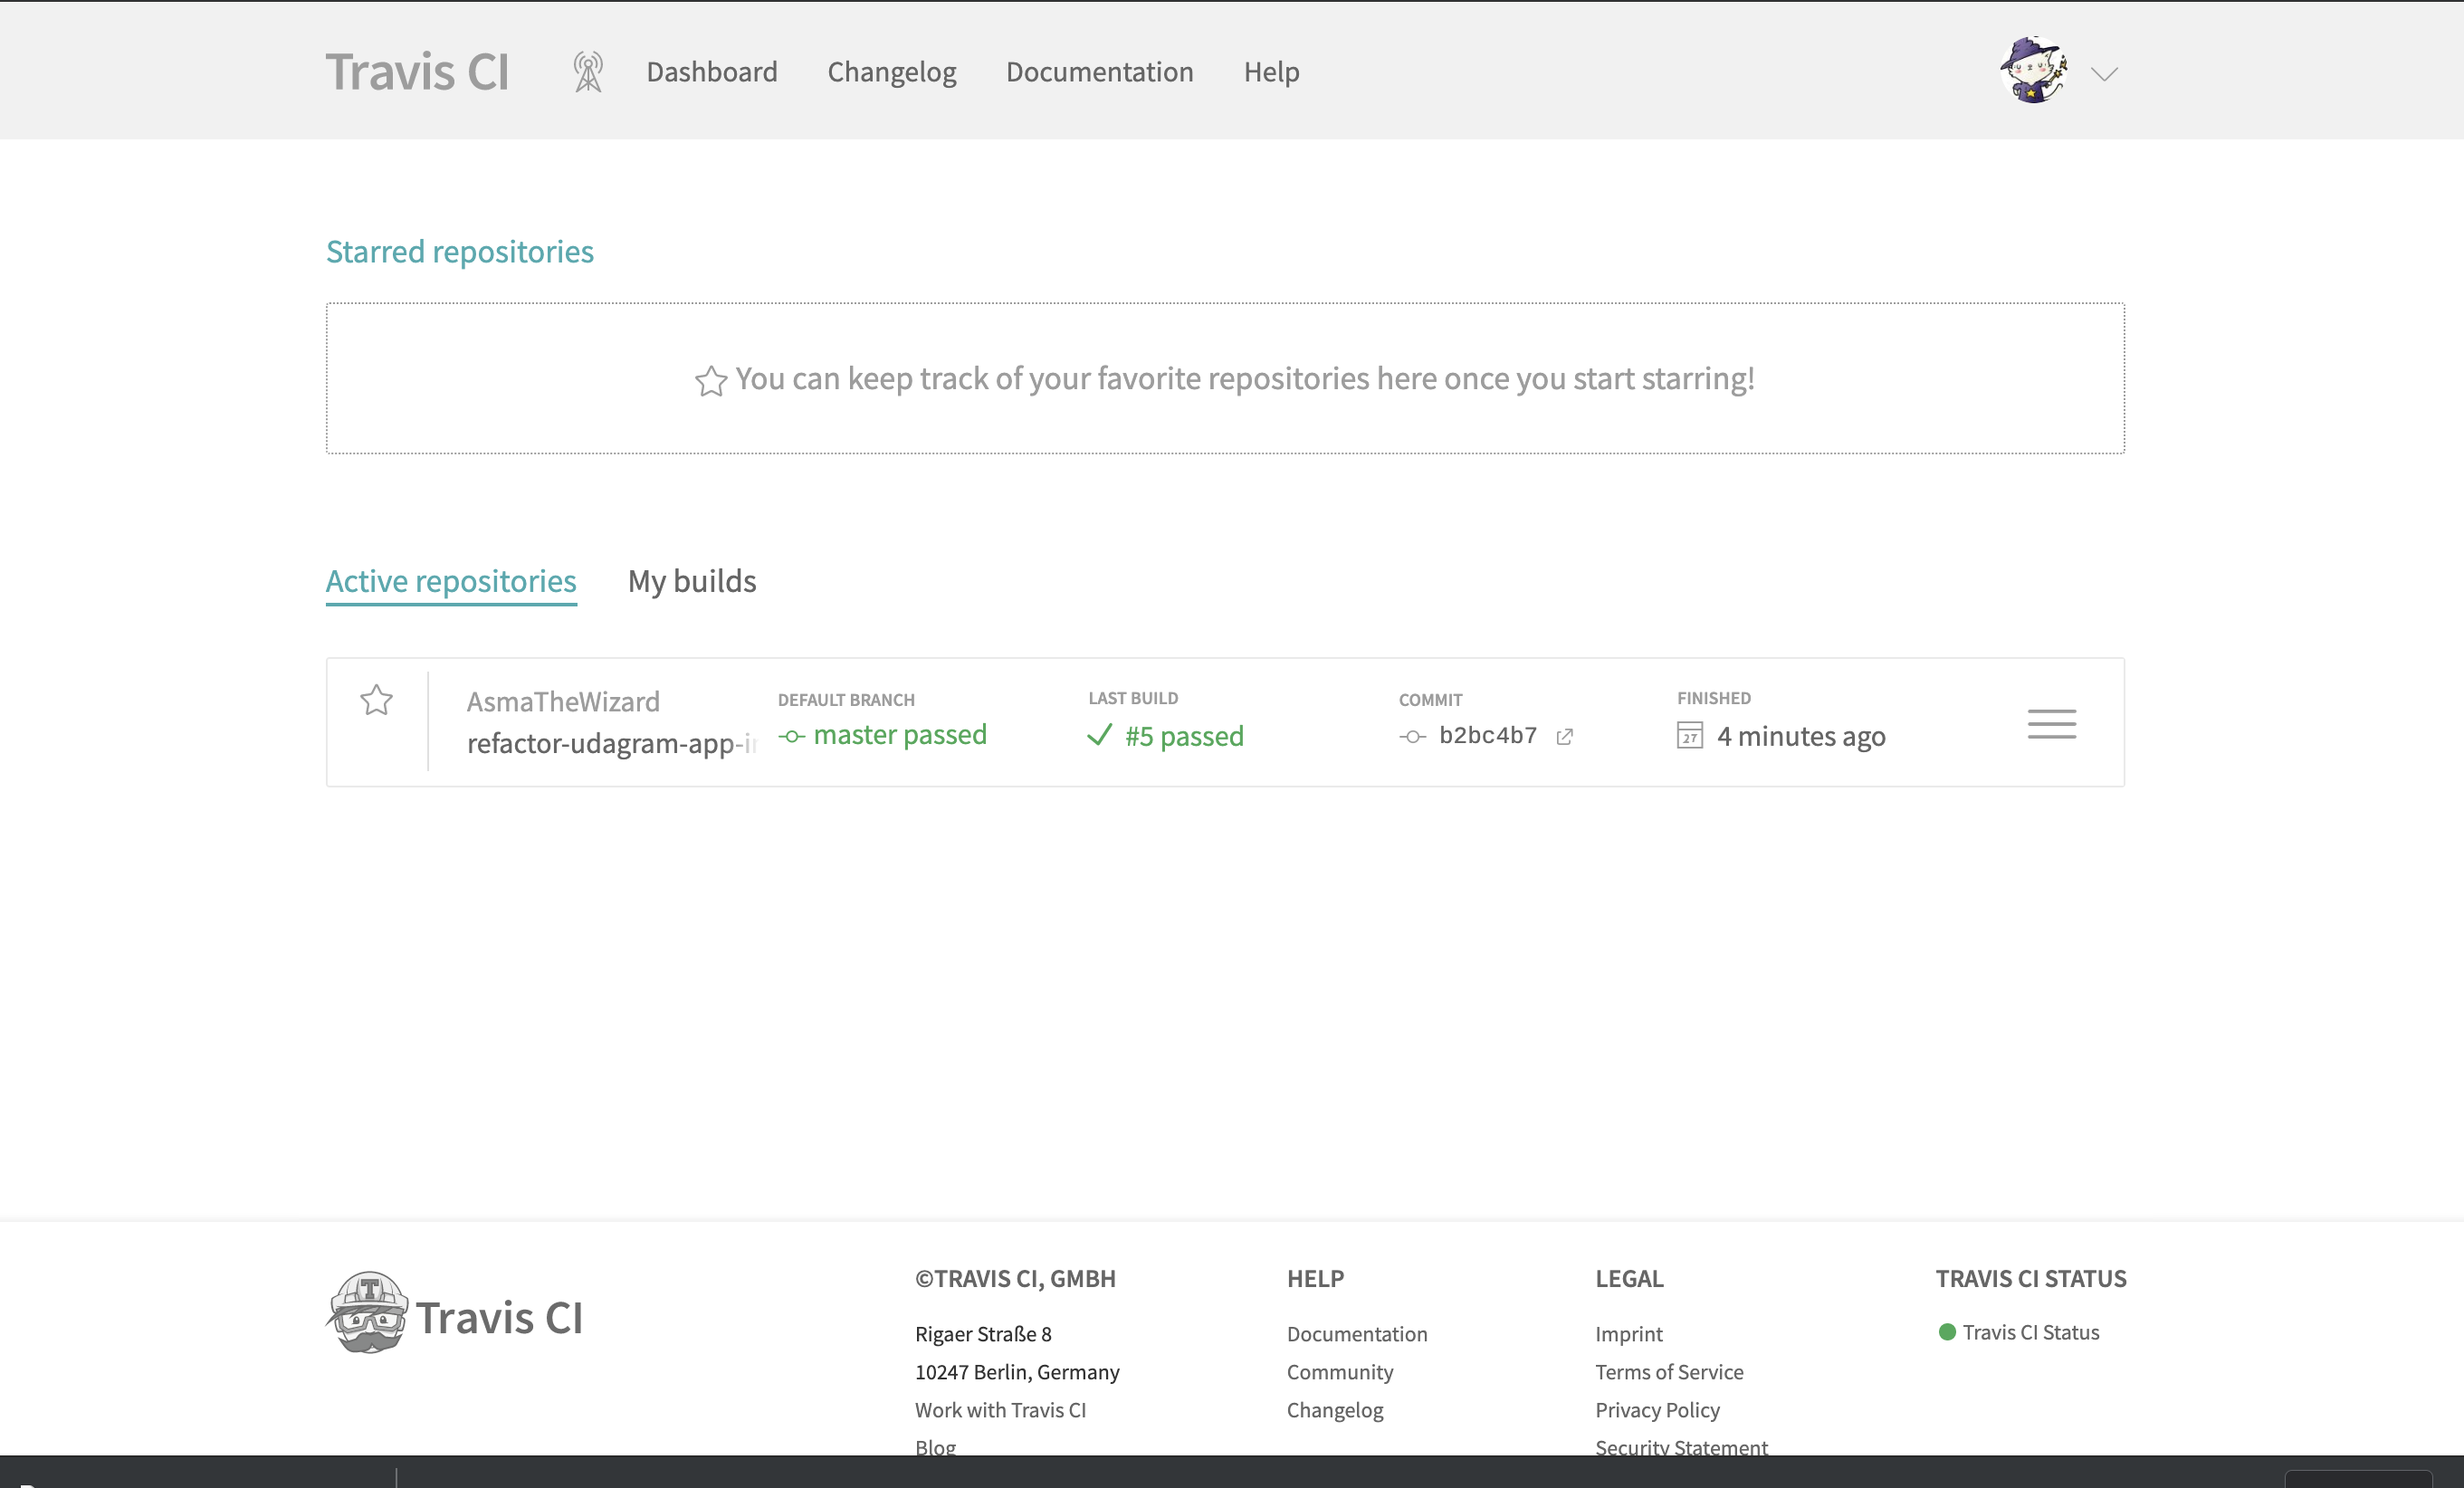 Travis CI Dashboard Changelog Documentation Help
Starred repositories
You can keep track of your favorite repositories here once you start starring!
Active repositories My builds
AsmaTheWizard
refactor-udagram-app-
DEFAULT BRANCH
master passed
LAST BUILD
#5 passed
COMMIT
b2bc4b7
FINISHED
27 4 minutes ago
T Travis CI
©TRAVIS CI, GMBH
Rigaer Straße 8
10247 Berlin, Germany
Work with Travis CI
Blog
HELP
Documentation
Community
Changelog
LEGAL
Imprint
Terms of Service
Privacy Policy
Security Statement
TRAVIS CI STATUS
Travis CI Status